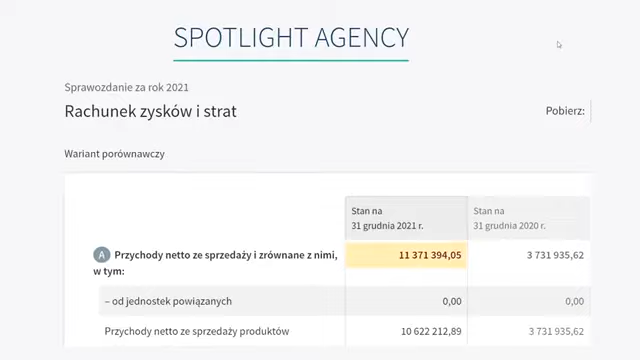 SPOTLIGHT AGENCY
Sprawozdanie za rok 2021
Rachunek zysków i strat
Pobierz:
Wariant porównawczy
Stan na
31 grudnia 2021 r.
Stan na
31 grudnia 2020 r.
A Przychody netto ze sprzedaży i zrównane z nimi, 11 371 394,05 3 731 935,62
w tym:
– od jednostek powiązanych 0,00 0,00
Przychody netto ze sprzedaży produktów 10 622 212,89 3 731 935,62